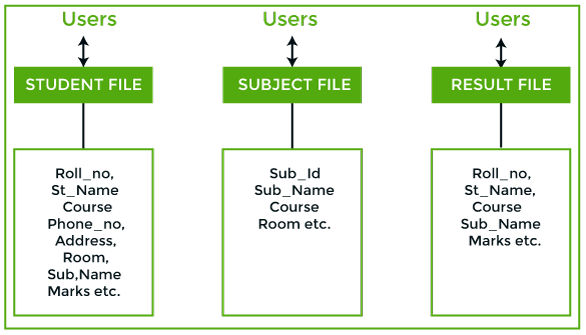 Users
STUDENT FILE
Roll_no,
St_Name
Course
Phone_no,
Address,
Room,
Sub,Name
Marks etc.
Users
SUBJECT FILE
Sub_Id
Sub_Name
Course
Room etc.
Users
RESULT FILE
Roll_no,
St_Name,
Course
Sub_Name
Marks etc.